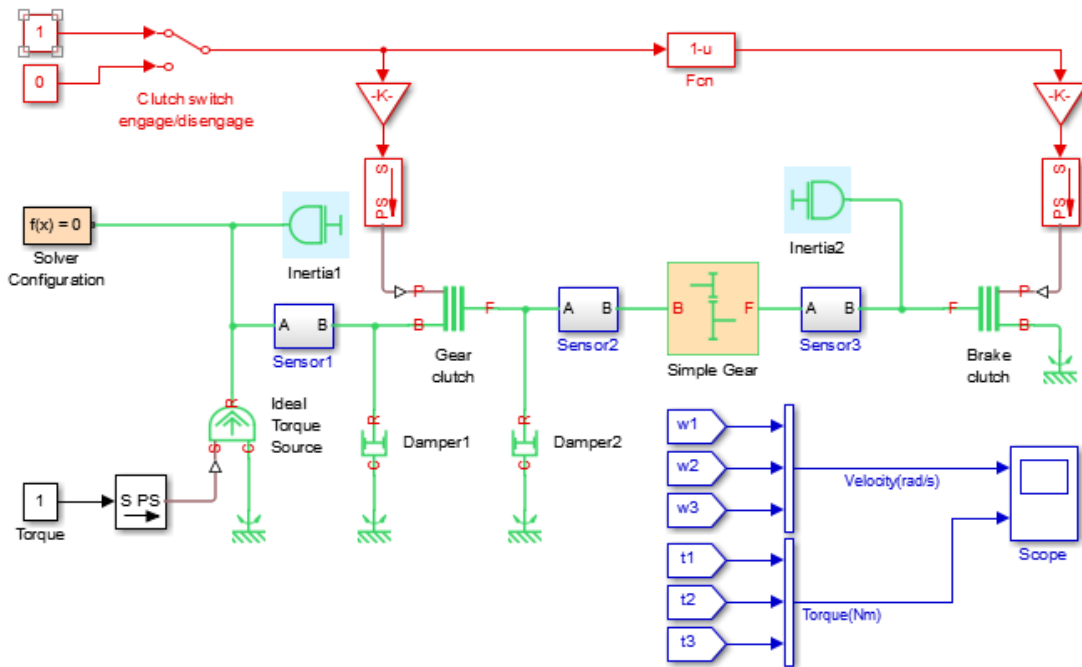 1
0
Clutch switch
engage/disengage
1-u
Fcn
-K-
-K-
S
PS
S
PS
f(x) = 0
Solver
Configuration
Inertia1
Inertia2
P
B
F
Gear
clutch
A B
Sensor1
A B
Sensor2
B F
Simple Gear
A B
Sensor3
F
P
B
Brake
clutch
R
S
C
Ideal
Torque
Source
R
C
Damper1
R
C
Damper2
1
Torque
S PS
w1
w2
w3
Velocity(rad/s)
t1
t2
t3
Torque(Nm)
Scope